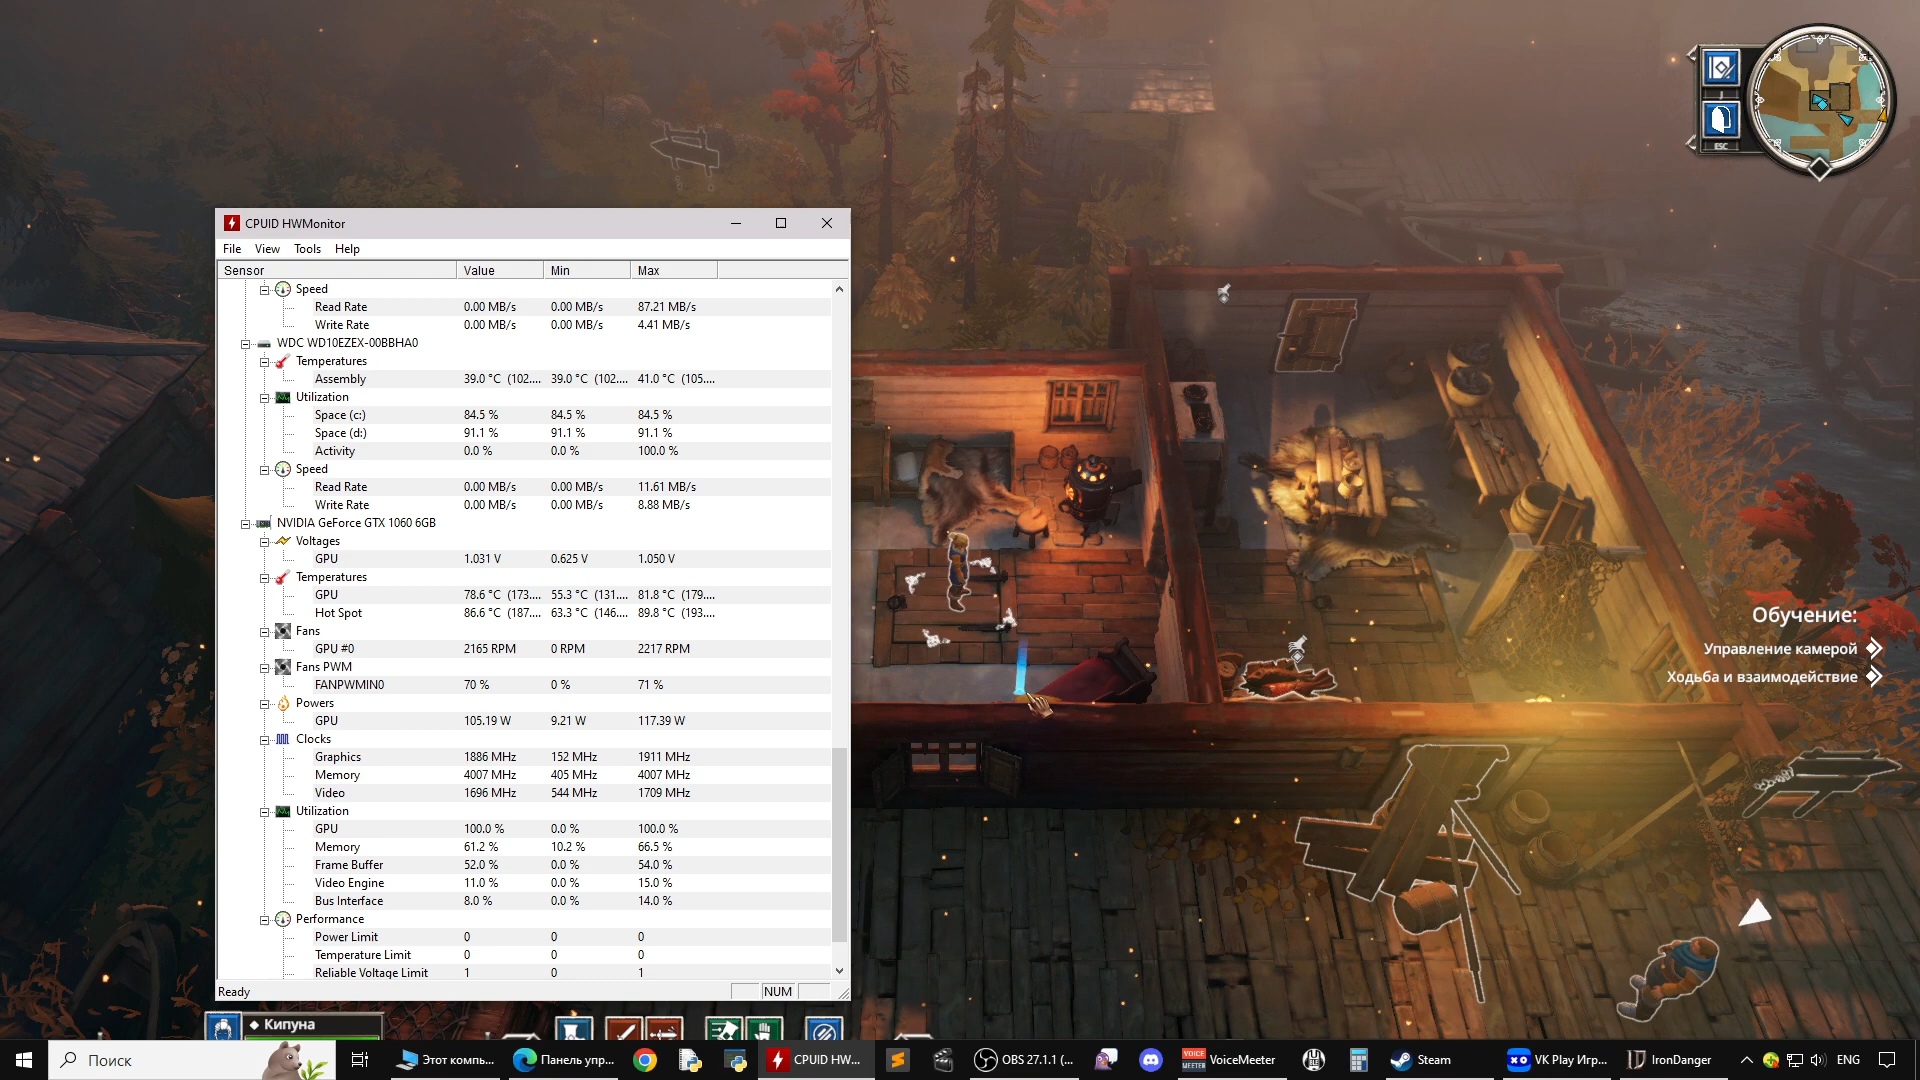 CPUID HWMonitor
File View Tools Help
Sensor Value Min Max
Speed
Read Rate 0.00 MB/s 0.00 MB/s 87.21 MB/s
Write Rate 0.00 MB/s 0.00 MB/s 4.41 MB/s
WDC WD10EZEX-00BBHA0
Temperatures
Assembly 39.0 °C (102.... 39.0 °C (102.... 41.0 °C (105....
Utilization
Space (c:) 84.5 % 84.5 % 84.5 %
Space (d:) 91.1 % 91.1 % 91.1 %
Activity 0.0 % 0.0 % 100.0 %
Speed
Read Rate 0.00 MB/s 0.00 MB/s 11.61 MB/s
Write Rate 0.00 MB/s 0.00 MB/s 8.88 MB/s
NVIDIA GeForce GTX 1060 6GB
Voltages
GPU 1.031 V 0.625 V 1.050 V
Temperatures
GPU 78.6 °C (173.... 55.3 °C (131.... 81.8 °C (179....
Hot Spot 86.6 °C (187.... 63.3 °C (146.... 89.8 °C (193....
Fans
GPU #0 2165 RPM 0 RPM 2217 RPM
Fans PWM
FANPWMIN0 70 % 0 % 71 %
Powers
GPU 105.19 W 9.21 W 117.39 W
Clocks
Graphics 1886 MHz 152 MHz 1911 MHz
Memory 4007 MHz 405 MHz 4007 MHz
Video 1696 MHz 544 MHz 1709 MHz
Utilization
GPU 100.0 % 0.0 % 100.0 %
Memory 61.2 % 10.2 % 66.5 %
Frame Buffer 52.0 % 0.0 % 54.0 %
Video Engine 11.0 % 0.0 % 15.0 %
Bus Interface 8.0 % 0.0 % 14.0 %
Performance
Power Limit 0 0 0
Temperature Limit 0 0 0
Reliable Voltage Limit 1 0 1
Ready NUM
J
ESC
Обучение:
Управление камерой
Ходьба и взаимодействие
Кипуна
Поиск
Этот компь...
Панель упр...
CPUID HW...
OBS 27.1.1 (...
VOICE MEETER
VoiceMeeter
Steam
VK Play Игр...
IronDanger
ENG